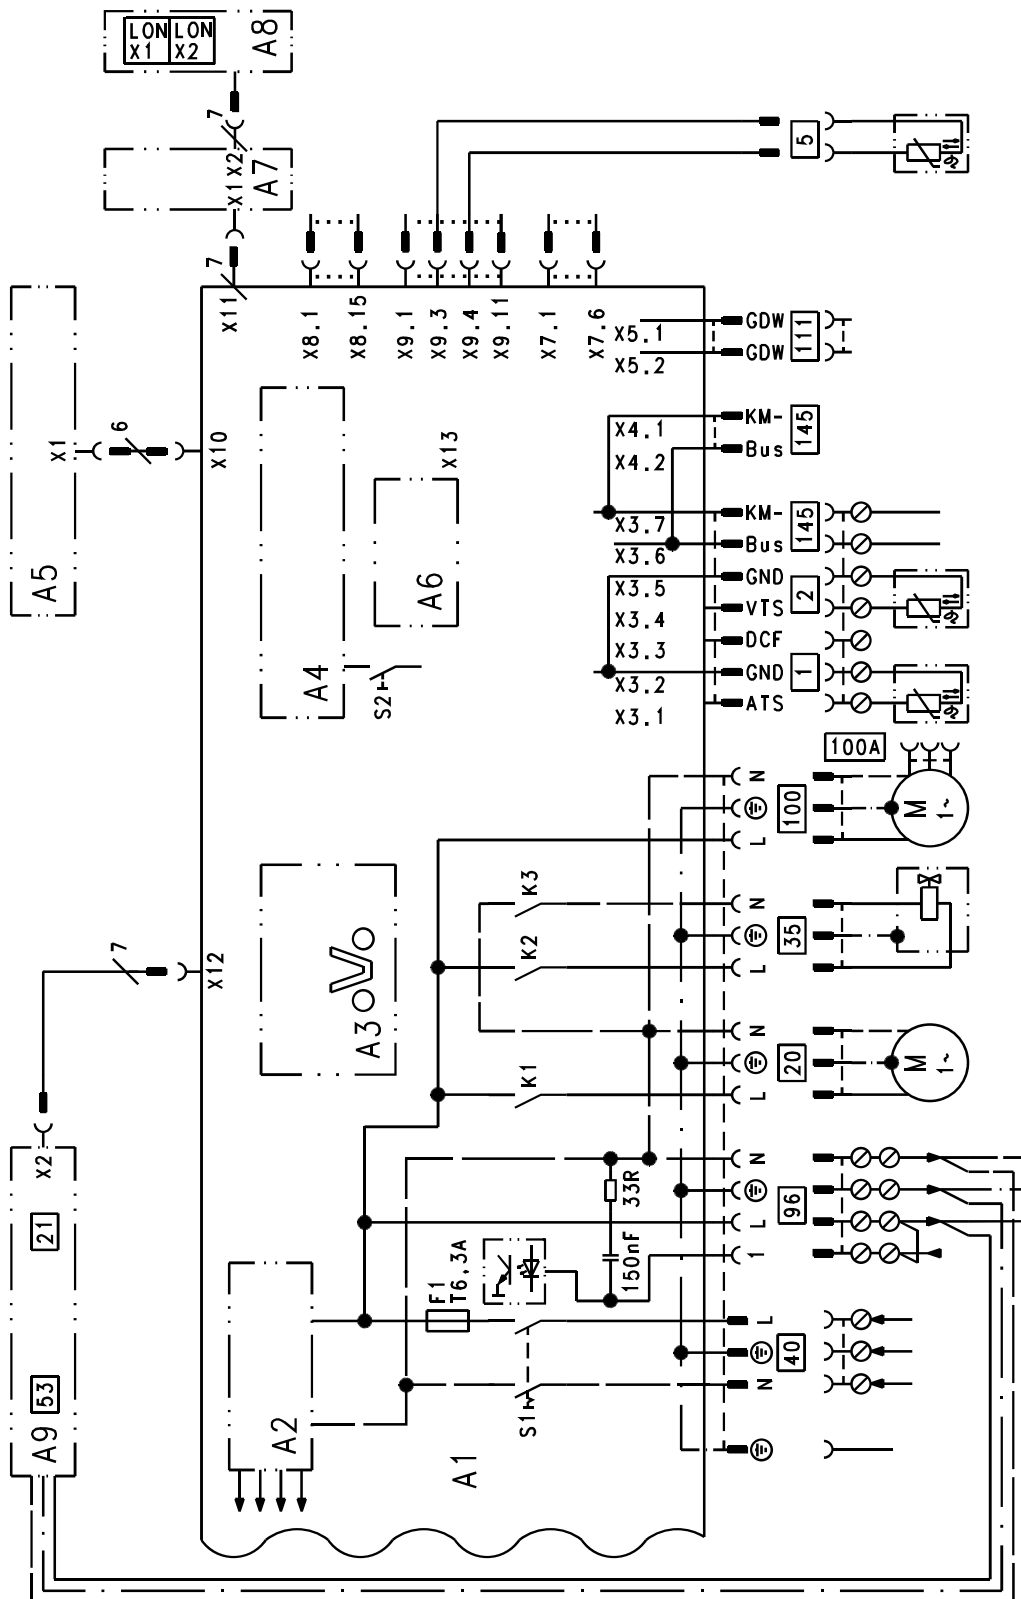 LON X1
LON X2
A8
7
X1 X2
A7
7
X11
5
X8.1
X8.15
X9.1
X9.3
X9.4
X9.11
X7.1
X7.6
X5.1
X5.2
GDW
GDW
111
X1
6
X10
A5
X13
A6
A4
S2
X4.1
X4.2
KM-
Bus
145
X3.7
X3.6
X3.5
X3.4
X3.3
X3.2
X3.1
KM-
Bus
145
GND
VTS
2
DCF
GND
ATS
1
100A
N
L
100
M
1~
7
X12
A3
K3
K2
N
L
35
K1
N
L
20
M
1~
X2
21
53
A9
33R
150nF
N
L
1
96
F1
T6,3A
A2
S1
L
N
40
A1